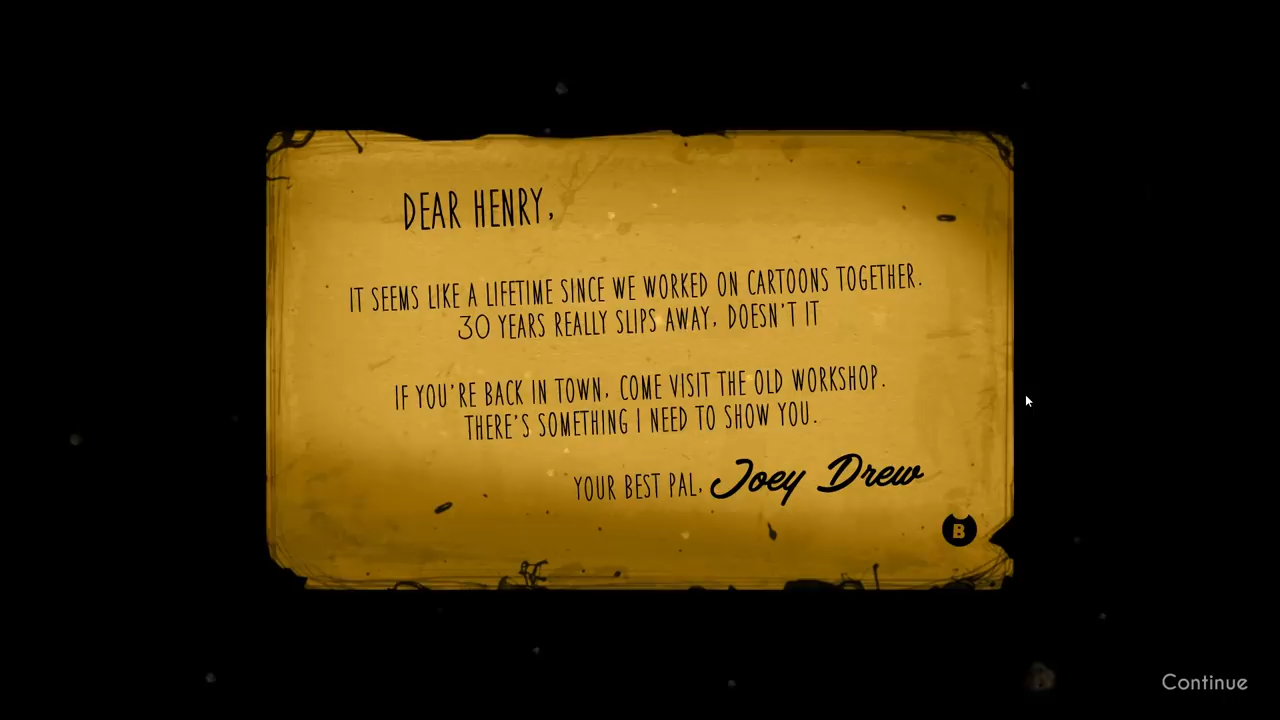 DEAR HENRY,
IT SEEMS LIKE A LIFETIME SINCE WE WORKED ON CARTOONS TOGETHER.
30 YEARS REALLY SLIPS AWAY, DOESN'T IT
IF YOU'RE BACK IN TOWN, COME VISIT THE OLD WORKSHOP.
THERE'S SOMETHING I NEED TO SHOW YOU.
YOUR BEST PAL, Joey Drew
B
Continue